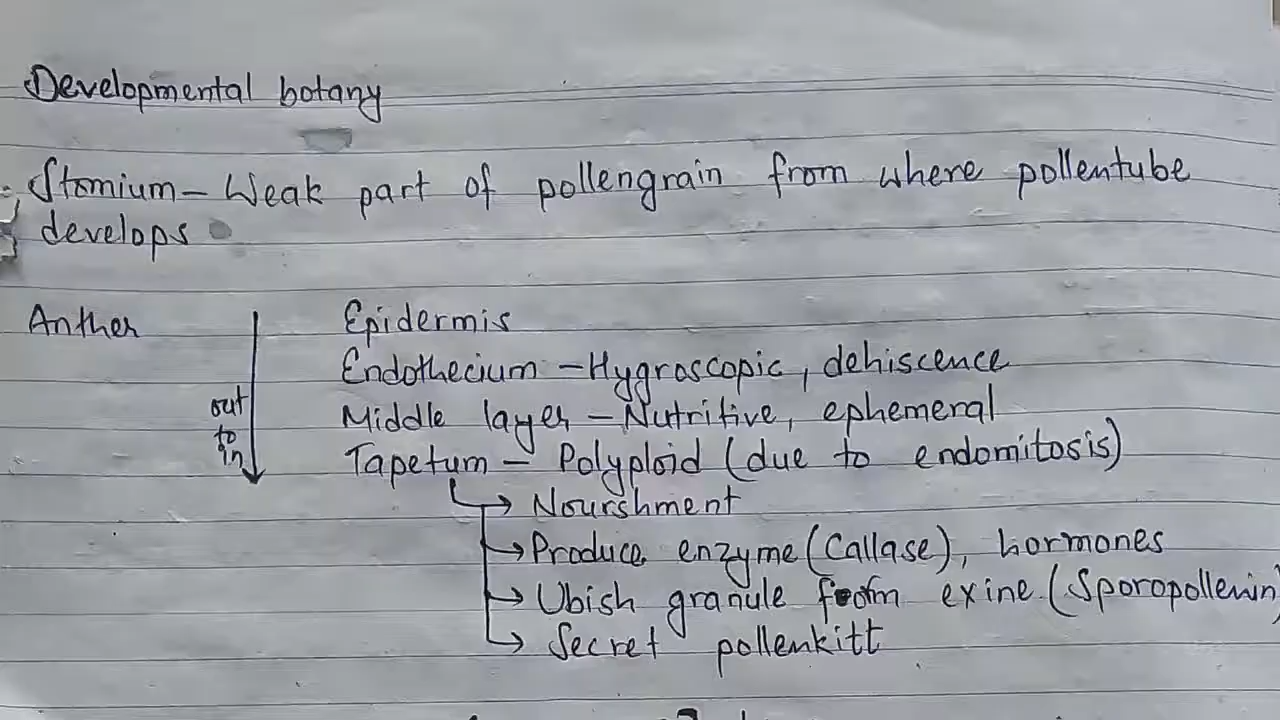 Developmental botany
Stomium - Weak part of pollengrain from where pollentube
develops
Anther
out
to
in
Epidermis
Endothecium - Hygroscopic, dehiscence
Middle layer - Nutritive, ephemeral
Tapetum - Polyploid (due to endomitosis)
→ Nourshment
→ Produce enzyme (Callase), hormones
→ Ubish granule form exine (Sporopollenin)
→ Secret pollenkitt